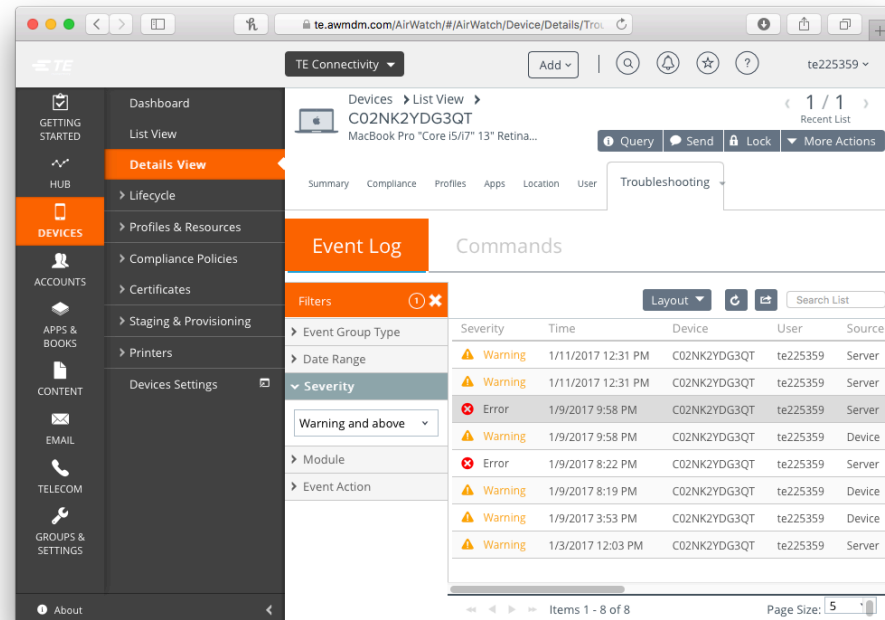 te.awmdm.com/AirWatch/#/AirWatch/Device/Details/Trou
TE
TE Connectivity
Add
?
te225359
GETTING
STARTED
HUB
DEVICES
ACCOUNTS
APPS &
BOOKS
CONTENT
EMAIL
TELECOM
GROUPS &
SETTINGS
About
Dashboard
List View
Details View
Lifecycle
Profiles & Resources
Compliance Policies
Certificates
Staging & Provisioning
Printers
Devices Settings
Devices > List View >
C02NK2YDG3QT
MacBook Pro "Core i5/i7" 13" Retina...
1 / 1
Recent List
Query Send Lock More Actions
Summary Compliance Profiles Apps Location User Troubleshooting
Event Log Commands
Filters 1
Event Group Type
Date Range
Severity
Warning and above
Module
Event Action
Layout Search List
Severity Time Device User Source
Warning 1/11/2017 12:31 PM C02NK2YDG3QT te225359 Server
Warning 1/11/2017 12:31 PM C02NK2YDG3QT te225359 Server
Error 1/9/2017 9:58 PM C02NK2YDG3QT te225359 Server
Warning 1/9/2017 9:58 PM C02NK2YDG3QT te225359 Device
Error 1/9/2017 8:22 PM C02NK2YDG3QT te225359 Server
Warning 1/9/2017 8:19 PM C02NK2YDG3QT te225359 Device
Warning 1/9/2017 3:53 PM C02NK2YDG3QT te225359 Device
Warning 1/3/2017 12:03 PM C02NK2YDG3QT te225359 Server
Items 1 - 8 of 8 Page Size: 5